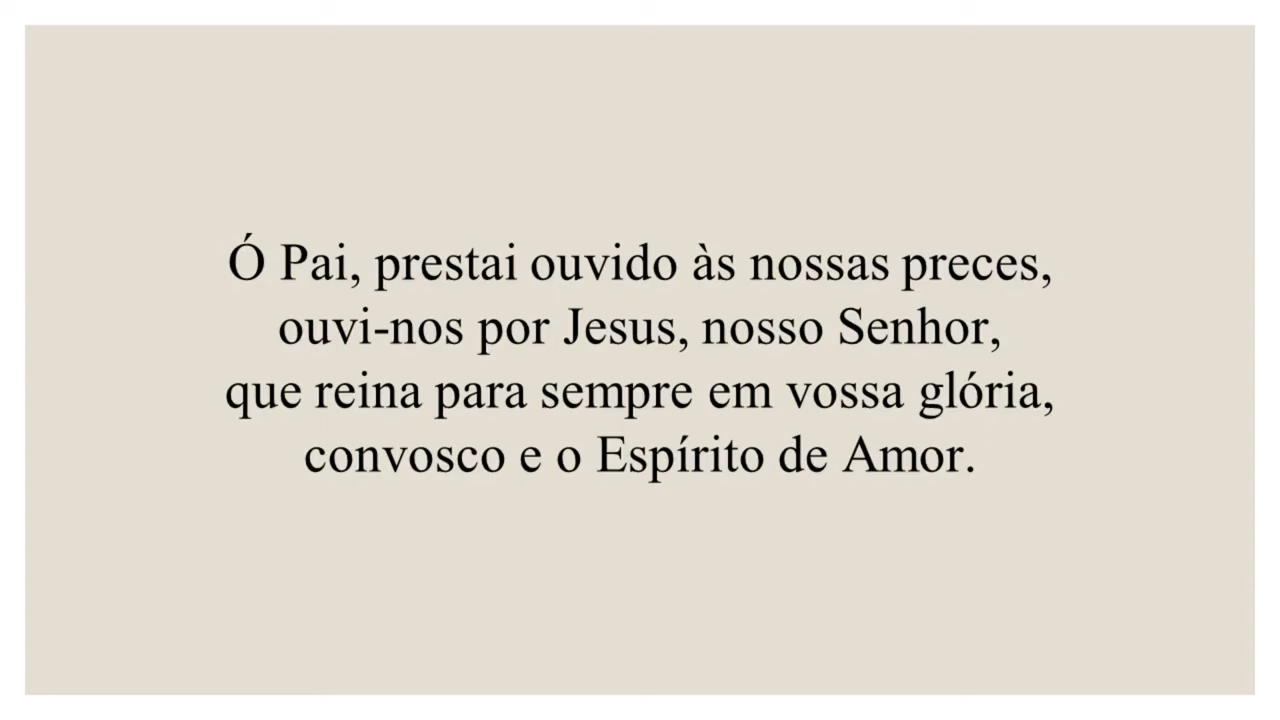 Ó Pai, prestai ouvido às nossas preces,
ouvi-nos por Jesus, nosso Senhor,
que reina para sempre em vossa glória,
convosco e o Espírito de Amor.